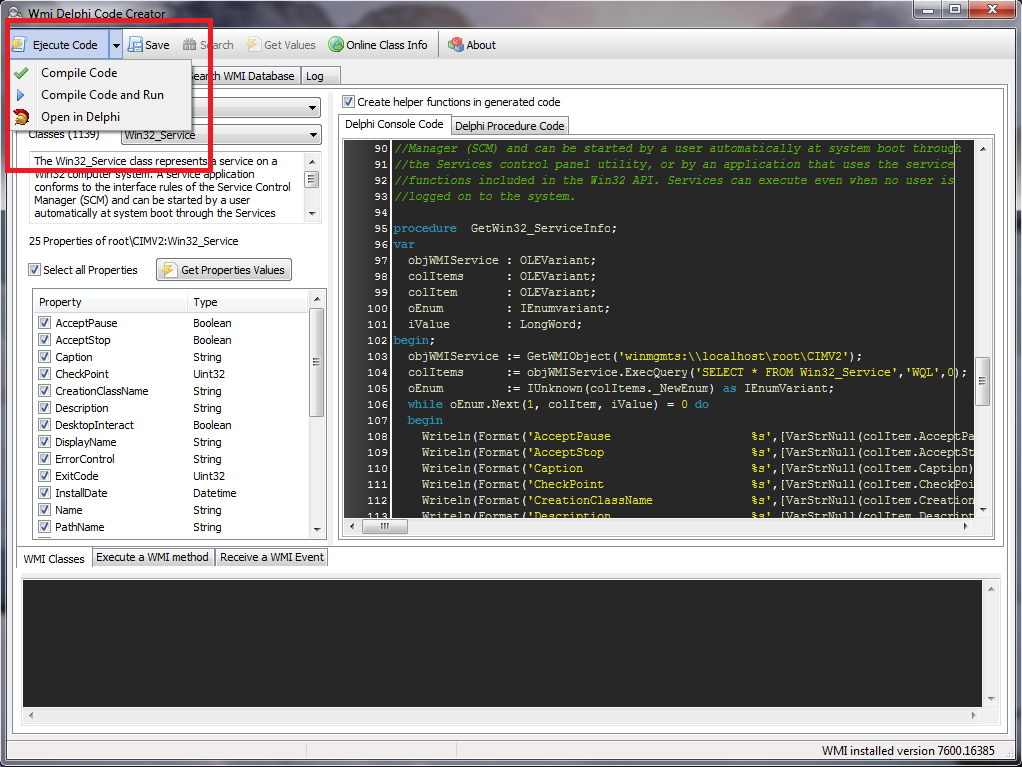 Wmi Delphi Code Creator
Ejecute Code
Save
Search
Get Values
Online Class Info
About
Compile Code
Compile Code and Run
Open in Delphi
Search WMI Database
Log
Classes (1139)
Win32_Service
The Win32_Service class represents a service on a
Win32 computer system. A service application
conforms to the interface rules of the Service Control
Manager (SCM) and can be started by a user
automatically at system boot through the Services
25 Properties of root\CIMV2:Win32_Service
Select all Properties
Get Properties Values
Property Type
AcceptPause Boolean
AcceptStop Boolean
Caption String
CheckPoint Uint32
CreationClassName String
Description String
DesktopInteract Boolean
DisplayName String
ErrorControl String
ExitCode Uint32
InstallDate Datetime
Name String
PathName String
Create helper functions in generated code
Delphi Console Code
Delphi Procedure Code
90 //Manager (SCM) and can be started by a user automatically at system boot through
91 //the Services control panel utility, or by an application that uses the service
92 //functions included in the Win32 API. Services can execute even when no user is
93 //logged on to the system.
94
95 procedure  GetWin32_ServiceInfo;
96 var
97   objWMIService : OLEVariant;
98   colItems      : OLEVariant;
99   colItem       : OLEVariant;
100   oEnum         : IEnumvariant;
101   iValue        : LongWord;
102 begin;
103   objWMIService := GetWMIObject('winmgmts:\\localhost\root\CIMV2');
104   colItems      := objWMIService.ExecQuery('SELECT * FROM Win32_Service','WQL',0);
105   oEnum         := IUnknown(colItems._NewEnum) as IEnumVariant;
106   while oEnum.Next(1, colItem, iValue) = 0 do
107   begin
108     Writeln(Format('AcceptPause                    %s',[VarStrNull(colItem.AcceptPa
109     Writeln(Format('AcceptStop                     %s',[VarStrNull(colItem.AcceptSt
110     Writeln(Format('Caption                        %s',[VarStrNull(colItem.Caption)
111     Writeln(Format('CheckPoint                     %s',[VarStrNull(colItem.CheckPoi
112     Writeln(Format('CreationClassName              %s',[VarStrNull(colItem.Creation
113     Writeln(Format('Description                    %s',[VarStrNull(colItem.Descript
WMI Classes
Execute a WMI method
Receive a WMI Event
WMI installed version 7600.16385